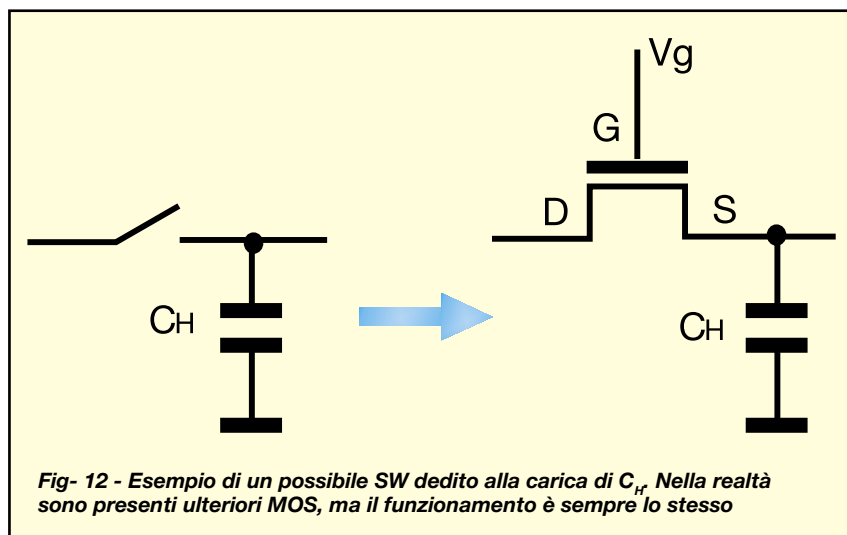 Vg
G
D
S
CH
CH
Fig- 12 - Esempio di un possibile SW dedito alla carica di CH. Nella realtà
sono presenti ulteriori MOS, ma il funzionamento è sempre lo stesso